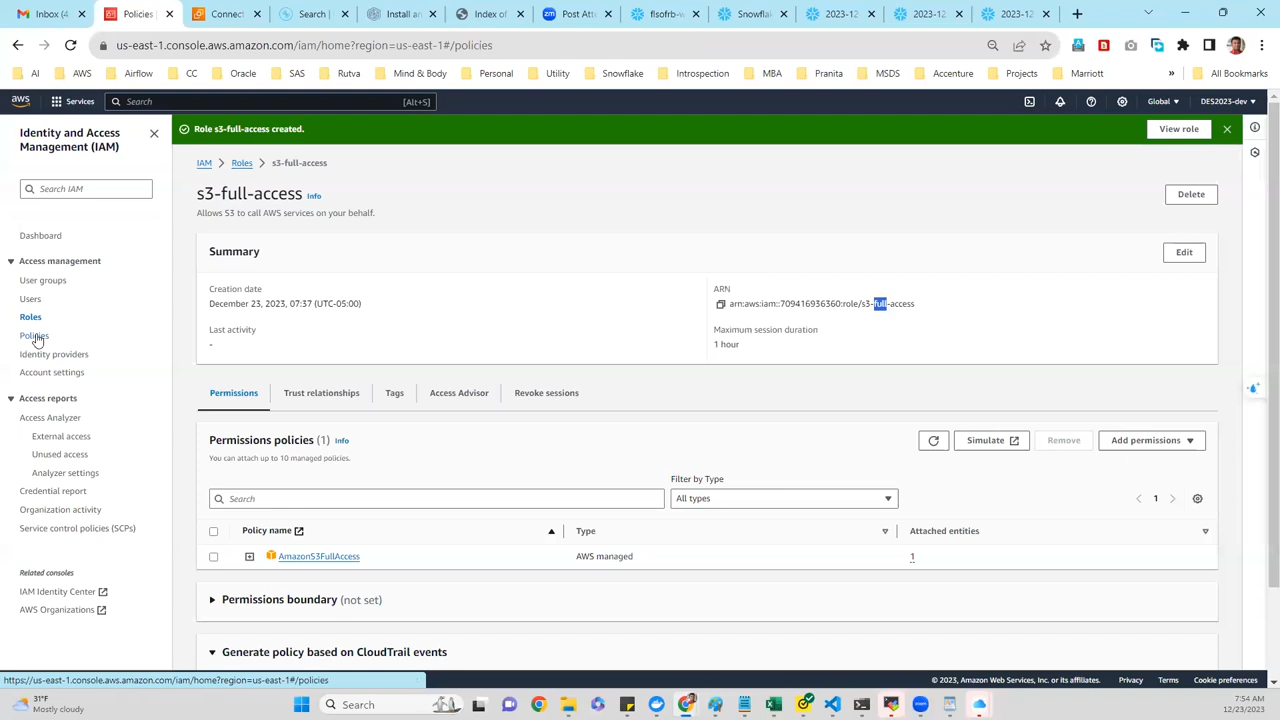 Inbox (4
Policies
Connect
Search |
Install an
Index of
Post Atte
flsofrb-w
Snowflak
2023-12
2023-12
2023-12
us-east-1.console.aws.amazon.com/iam/home?region=us-east-1#/policies
AI
AWS
Airflow
CC
Oracle
SAS
Rutva
Mind & Body
Personal
Utility
Snowflake
Introspection
MBA
Pranita
MSDS
Accenture
Projects
Marriott
»
All Bookmarks
aws
Services
Search
[Alt+S]
Global
DES2023-dev
Identity and Access
Management (IAM)
Role s3-full-access created.
View role
IAM > Roles > s3-full-access
Search IAM
s3-full-access Info
Delete
Allows S3 to call AWS services on your behalf.
Dashboard
Access management
User groups
Users
Roles
Policies
Identity providers
Account settings
Access reports
Access Analyzer
External access
Unused access
Analyzer settings
Credential report
Organization activity
Service control policies (SCPs)
Related consoles
IAM Identity Center
AWS Organizations
Summary
Edit
Creation date
December 23, 2023, 07:37 (UTC-05:00)
ARN
arn:aws:iam::709416936360:role/s3-full-access
Last activity
-
Maximum session duration
1 hour
Permissions
Trust relationships
Tags
Access Advisor
Revoke sessions
Permissions policies (1) Info
You can attach up to 10 managed policies.
Simulate
Remove
Add permissions
Filter by Type
Search
All types
1
Policy name
Type
Attached entities
AmazonS3FullAccess
AWS managed
1
Permissions boundary (not set)
Generate policy based on CloudTrail events
https://us-east-1.console.aws.amazon.com/iam/home?region=us-east-1#/policies
© 2023, Amazon Web Services, Inc. or its affiliates.
Privacy
Terms
Cookie preferences
31°F
Mostly cloudy
Search
7:54 AM
12/23/2023